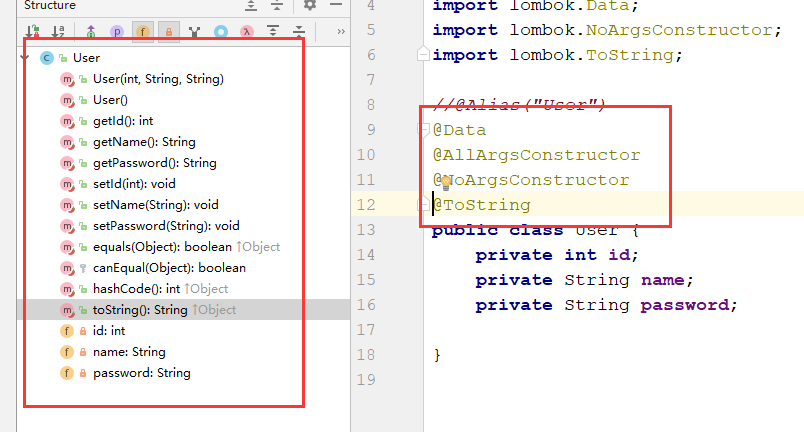 Structure
User
User(int, String, String)
User()
getId(): int
getName(): String
getPassword(): String
setId(int): void
setName(String): void
setPassword(String): void
equals(Object): boolean ↑Object
canEqual(Object): boolean
hashCode(): int ↑Object
toString(): String ↑Object
id: int
name: String
password: String
4 import lombok.Data;
5 import lombok.NoArgsConstructor;
6 import lombok.ToString;
7
8 //@Alias("User")
9 @Data
10 @AllArgsConstructor
11 @NoArgsConstructor
12 @ToString
13 public class User {
14 private int id;
15 private String name;
16 private String password;
17
18 }
19